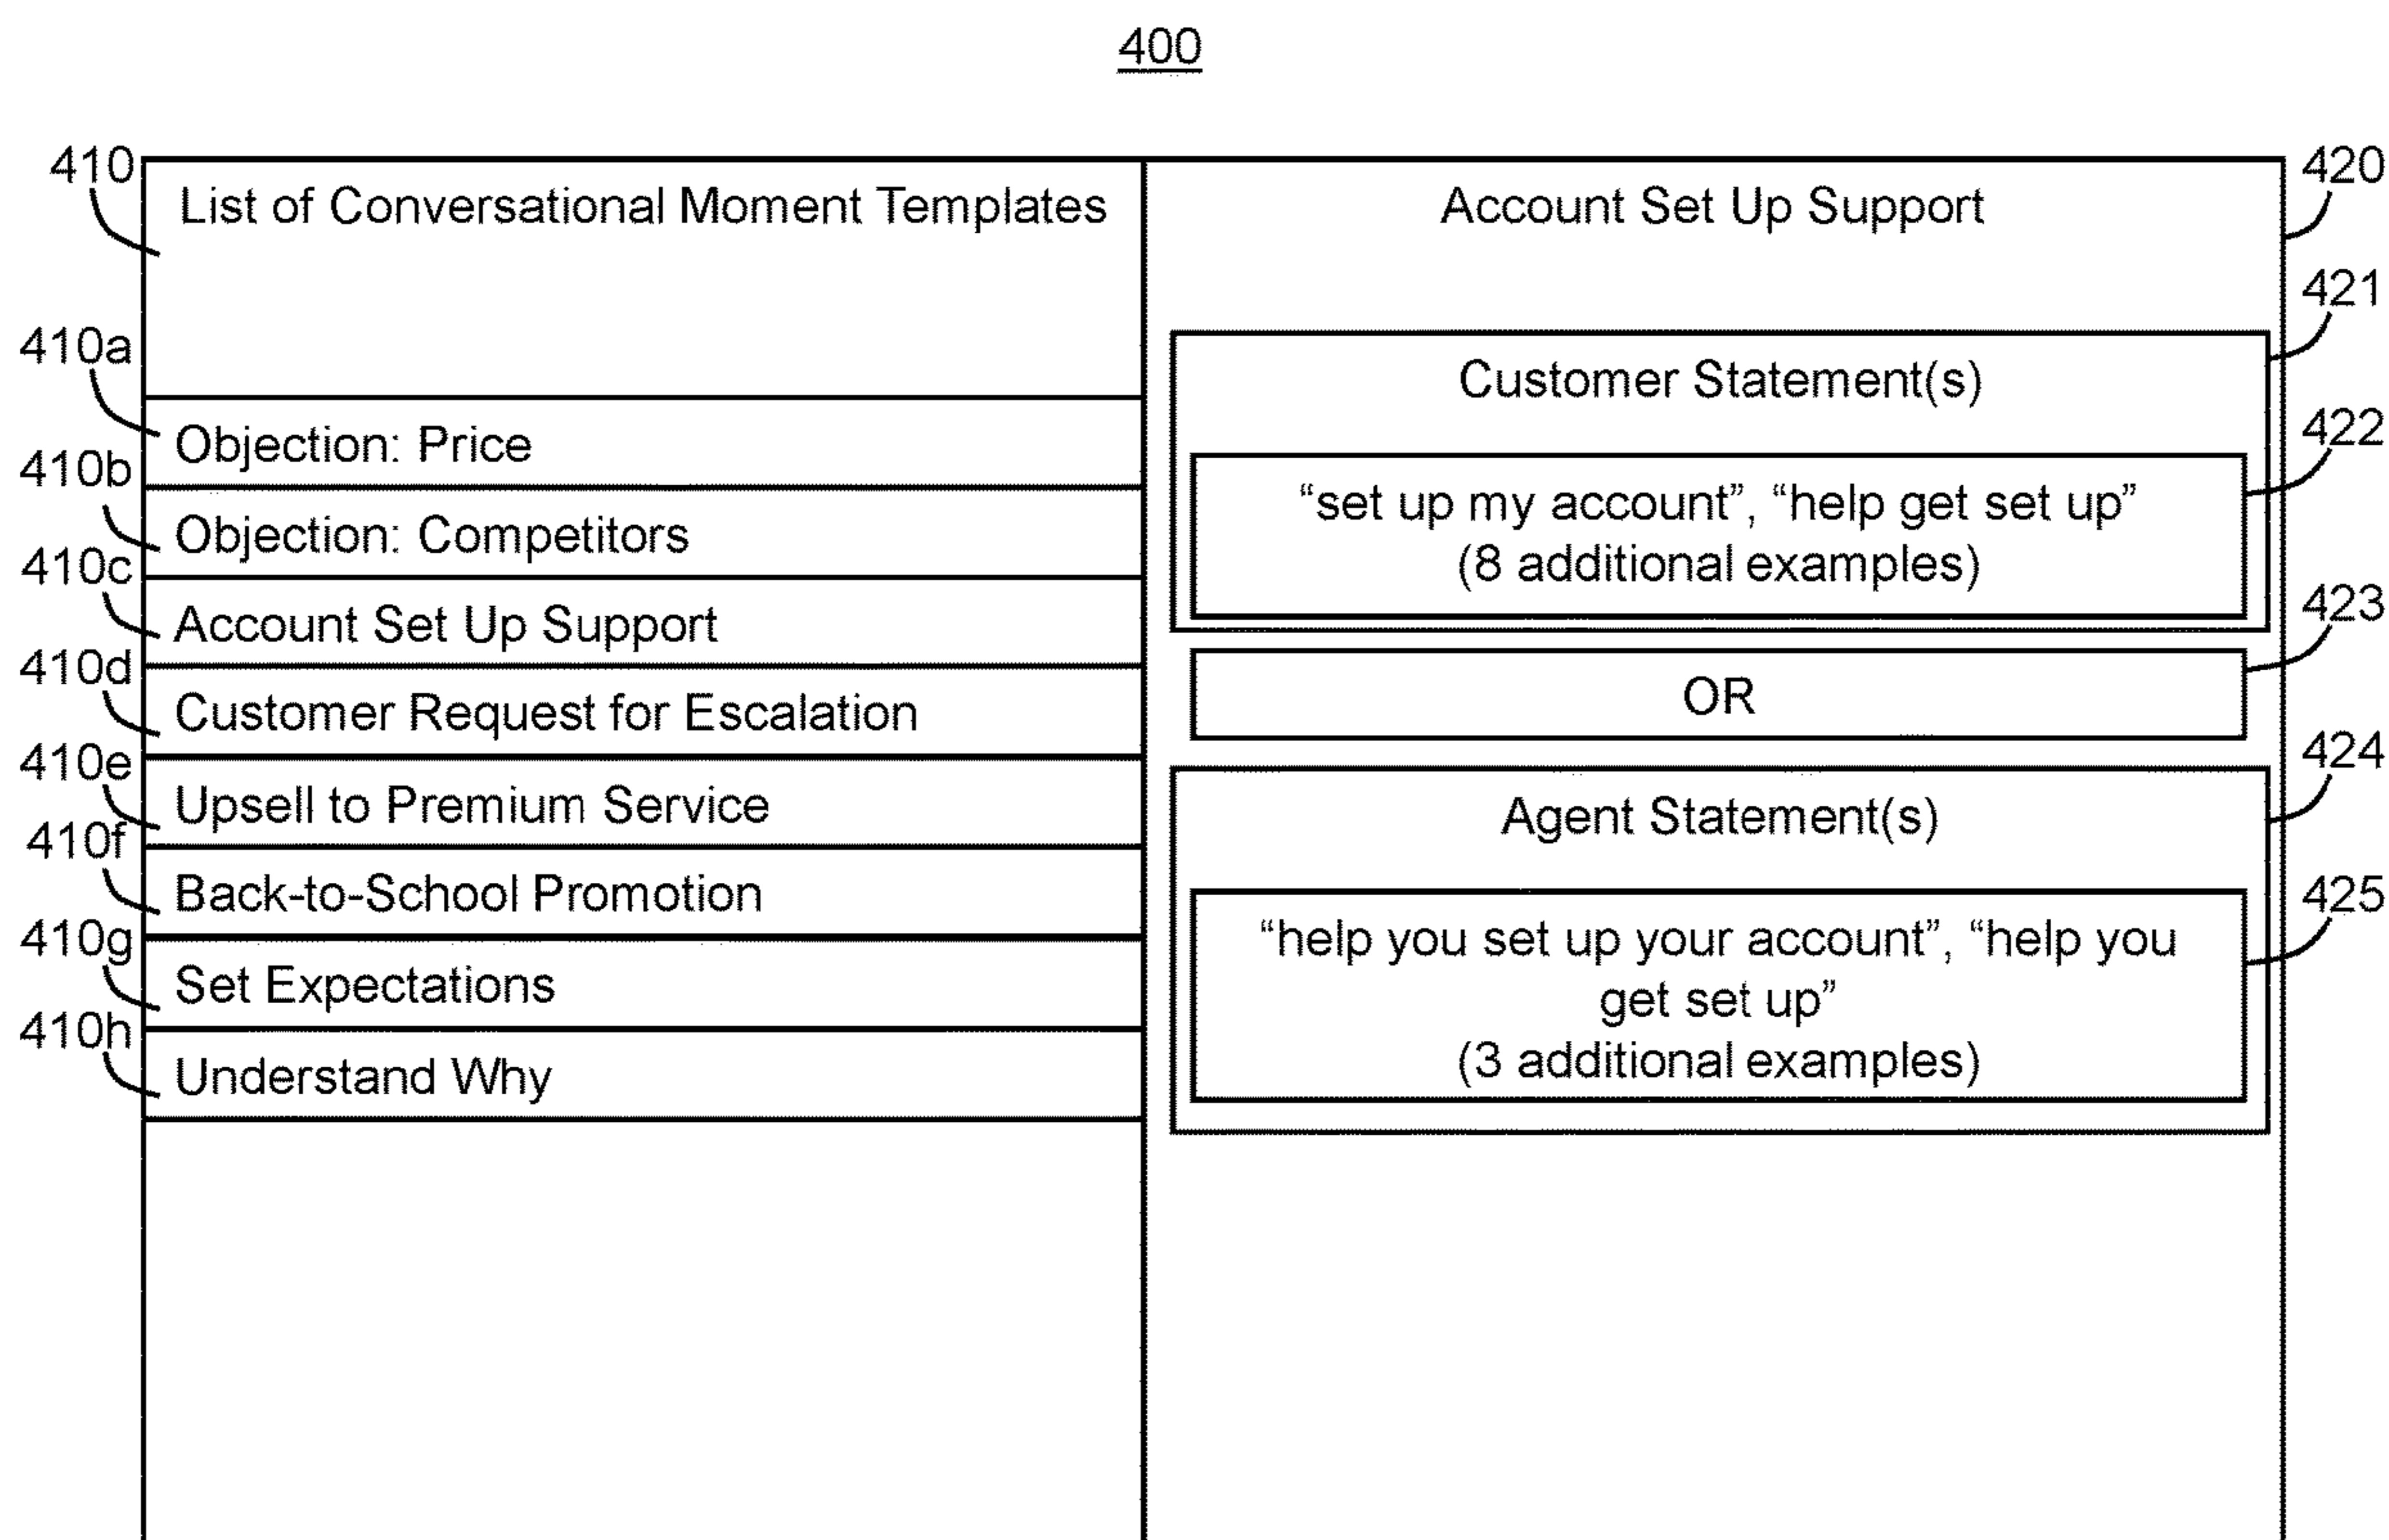 400
410
List of Conversational Moment Templates
410a
Objection: Price
410b
Objection: Competitors
410c
Account Set Up Support
410d
Customer Request for Escalation
410e
Upsell to Premium Service
410f
Back-to-School Promotion
410g
Set Expectations
410h
Understand Why
Account Set Up Support
420
421
Customer Statement(s)
422
“set up my account”, “help get set up”
(8 additional examples)
423
OR
424
Agent Statement(s)
425
“help you set up your account”, “help you
get set up”
(3 additional examples)